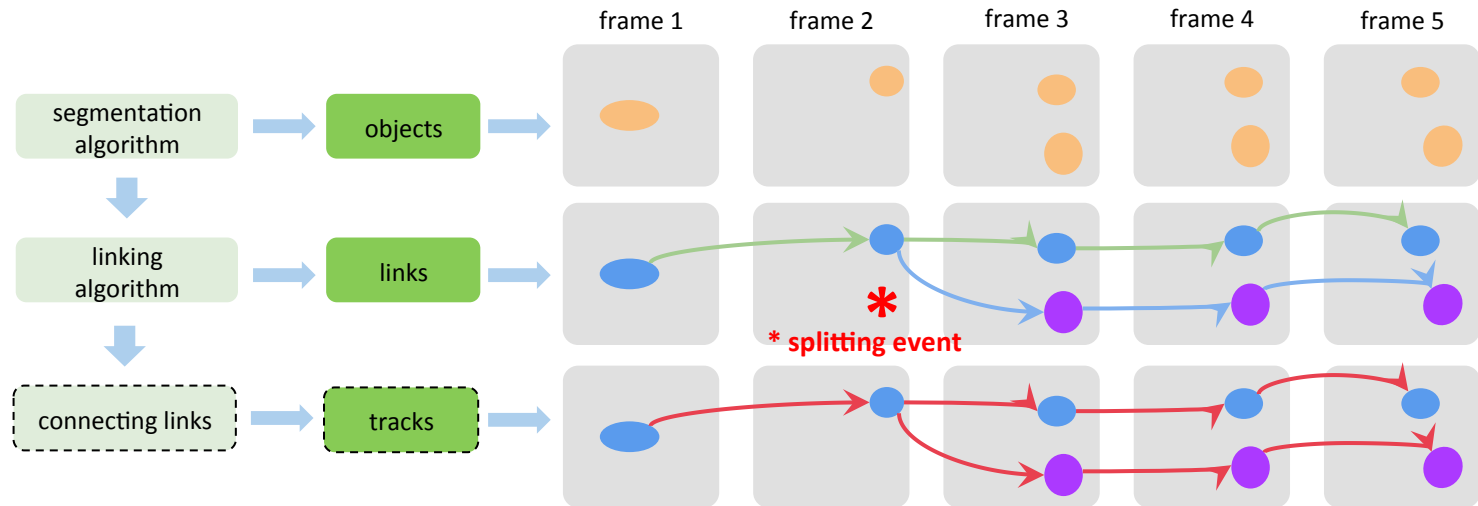 frame 1
frame 2
frame 3
frame 4
frame 5
segmentation
algorithm
objects
linking
algorithm
links
*
* splitting event
connecting links
tracks